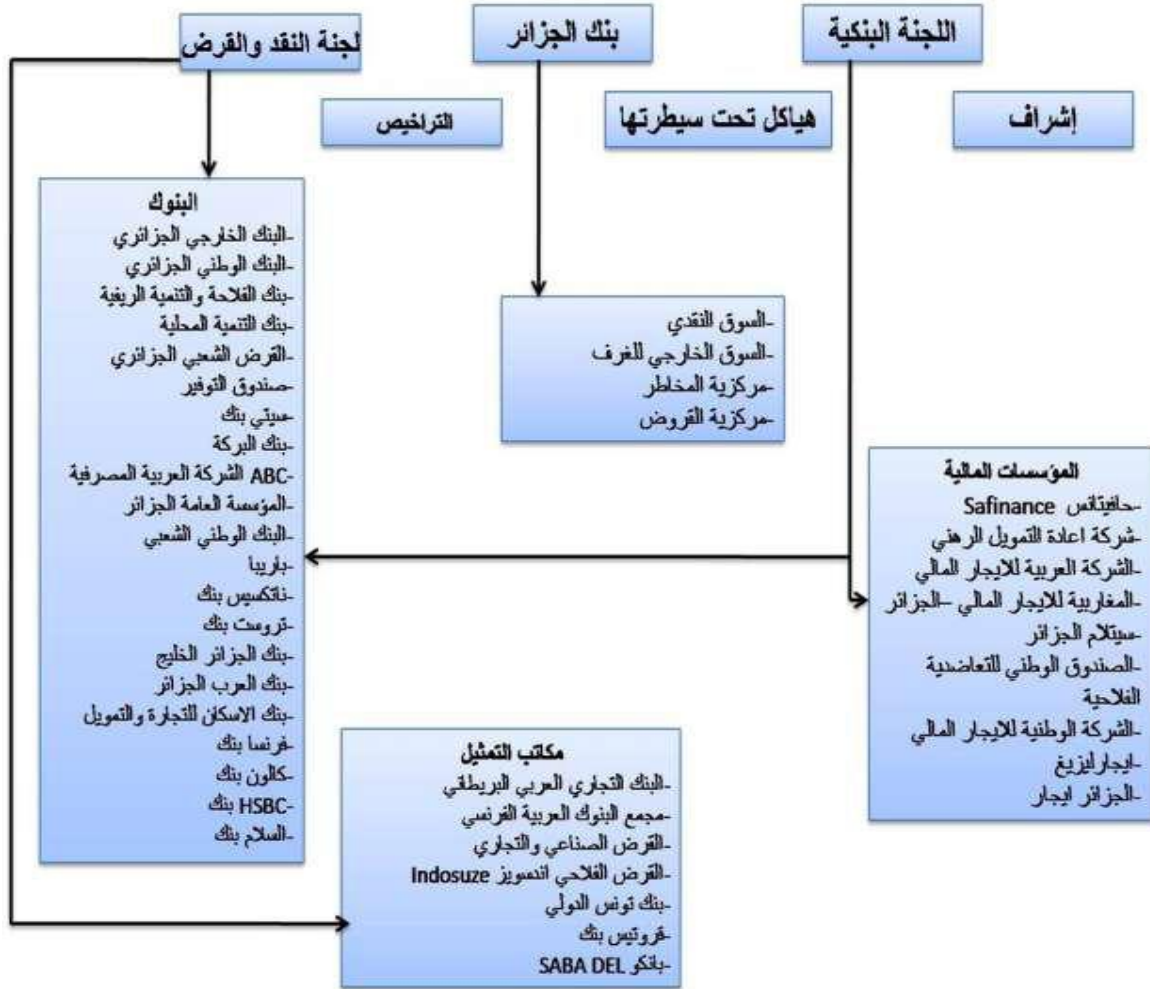 اللجنة البنكية
بنك الجزائر
لجنة النقد والقرض
إشراف
هياكل تحت سيطرتها
التراخيص
البنوك
-البنك الخارجي الجزائري
-البنك الوطني الجزائري
-بنك الفلاحة والتنمية الريفية
-بنك التنمية المحلية
-القرض الشعبي الجزائري
-صندوق التوفير
-سيتي بنك
-بنك البركة
-ABC الشركة العربية المصرفية
-المؤسسة العامة الجزائر
-البنك الوطني الشعبي
-باريبا
-ناتكسيس بنك
-تروست بنك
-بنك الجزائر الخليج
-بنك العرب الجزائر
-بنك الاسكان للتجارة والتمويل
-فرنسا بنك
-كالون بنك
-HSBC بنك
-السلام بنك
-السوق النقدي
-السوق الخارجي للغرف
-مركزية المخاطر
-مركزية القروض
المؤسسات المالية
Safinance
-شركة اعادة التمويل الرهني
-الشركة العربية للايجار المالي
-المغاربية للايجار المالي –الجزائر
-سيتلام الجزائر
-الصندوق الوطني للتعاضدية
الفلاحية
-الشركة الوطنية للايجار المالي
-ايجارليزيغ
-الجزائر ايجار
مكاتب التمثيل
-البنك التجاري العربي البريطاني
-مجمع البنوك العربية الفرنسي
-القرض الصناعي والتجاري
-القرض الفلاحي اندسويز Indosuze
-بنك تونس الدولي
-فروتيس بنك
-بانكو SABA DEL